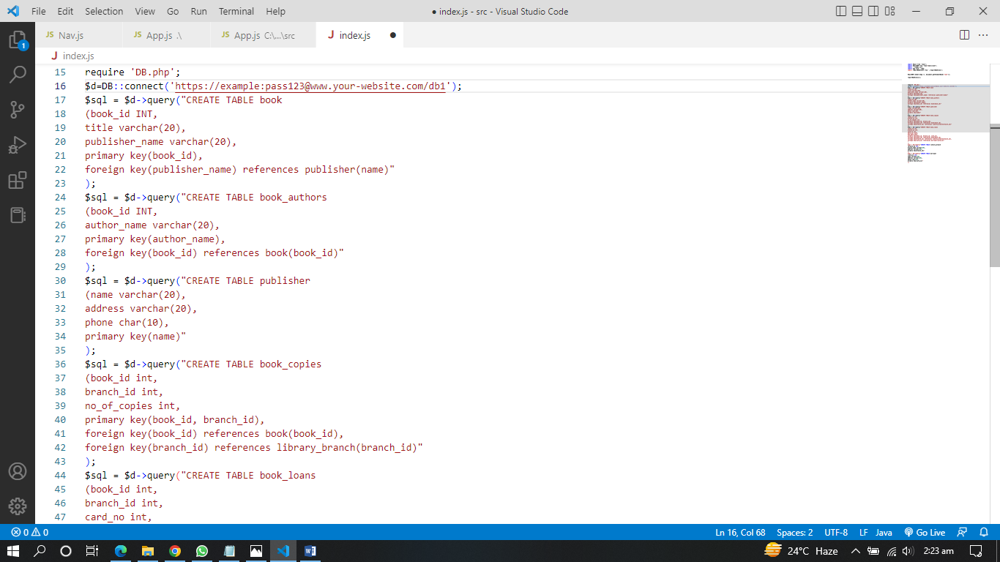 File Edit Selection View Go Run Terminal Help ● index.js - src - Visual Studio Code
JS Nav.js JS App.js .\ JS App.js C:\...\src J index.js ●
J index.js
1
15 require 'DB.php';
16 $d=DB::connect('https://example:pass123@www.your-website.com/db1');
17 $sql = $d->query("CREATE TABLE book
18 (book_id INT,
19 title varchar(20),
20 publisher_name varchar(20),
21 primary key(book_id),
22 foreign key(publisher_name) references publisher(name)"
23 );
24 $sql = $d->query("CREATE TABLE book_authors
25 (book_id INT,
26 author_name varchar(20),
27 primary key(author_name),
28 foreign key(book_id) references book(book_id)"
29 );
30 $sql = $d->query("CREATE TABLE publisher
31 (name varchar(20),
32 address varchar(20),
33 phone char(10),
34 primary key(name)"
35 );
36 $sql = $d->query("CREATE TABLE book_copies
37 (book_id int,
38 branch_id int,
39 no_of_copies int,
40 primary key(book_id, branch_id),
41 foreign key(book_id) references book(book_id),
42 foreign key(branch_id) references library_branch(branch_id)"
43 );
44 $sql = $d->query("CREATE TABLE book_loans
45 (book_id int,
46 branch_id int,
47 card_no int,
0 0 Ln 16, Col 68 Spaces: 2 UTF-8 LF Java Go Live
24°C Haze 2:23 am